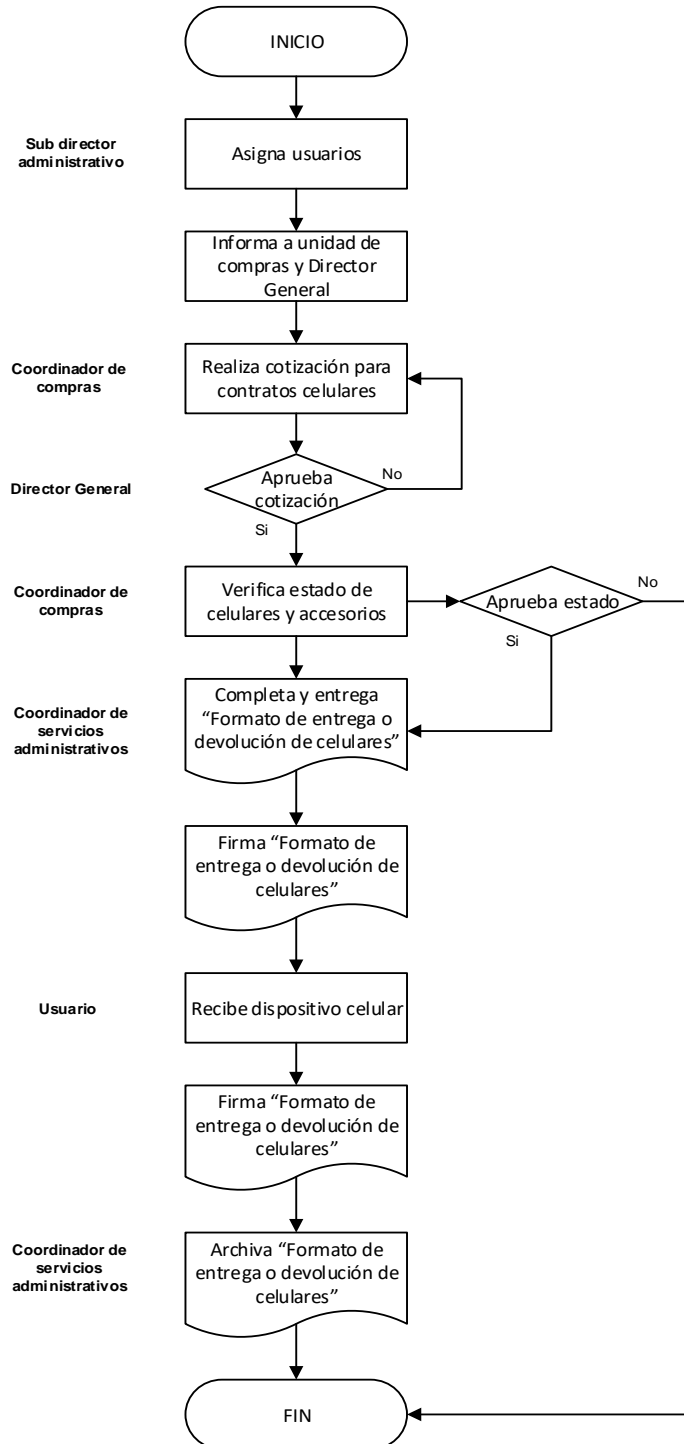 INICIO
Sub director
administrativo
Asigna usuarios
Informa a unidad de
compras y Director
General
Coordinador de
compras
Realiza cotización para
contratos celulares
Director General
Aprueba
cotización
No
Si
Coordinador de
compras
Verifica estado de
celulares y accesorios
Aprueba estado
No
Si
Coordinador de
servicios
administrativos
Completa y entrega
“Formato de entrega o
devolución de celulares”
Firma “Formato de
entrega o devolución de
celulares”
Usuario
Recibe dispositivo celular
Firma “Formato de
entrega o devolución de
celulares”
Coordinador de
servicios
administrativos
Archiva “Formato de
entrega o devolución de
celulares”
FIN